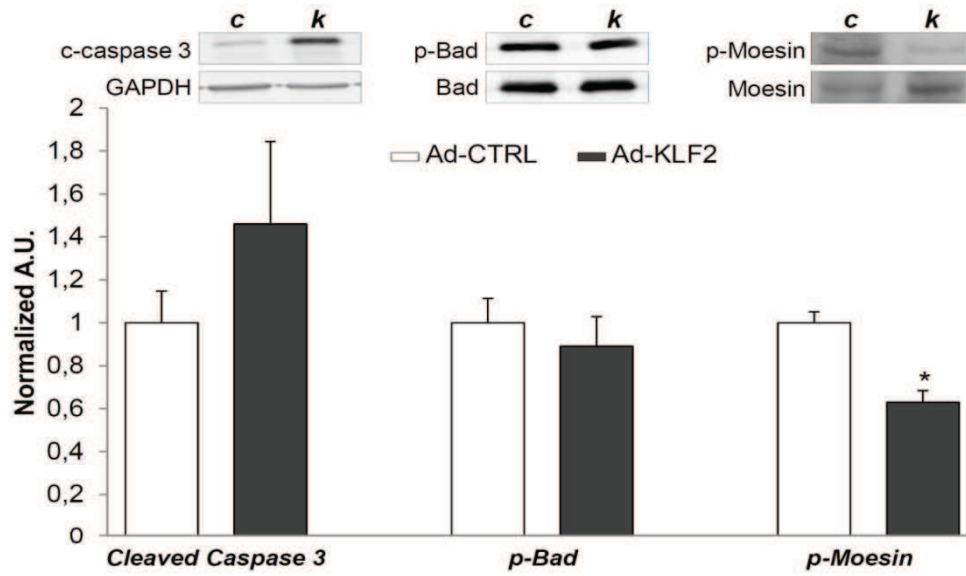 c k
c-caspase 3
GAPDH
c k
p-Bad
Bad
c k
p-Moesin
Moesin
Ad-CTRL Ad-KLF2
Normalized A.U.
2
1,8
1,6
1,4
1,2
1
0,8
0,6
0,4
0,2
0
*
Cleaved Caspase 3 p-Bad p-Moesin